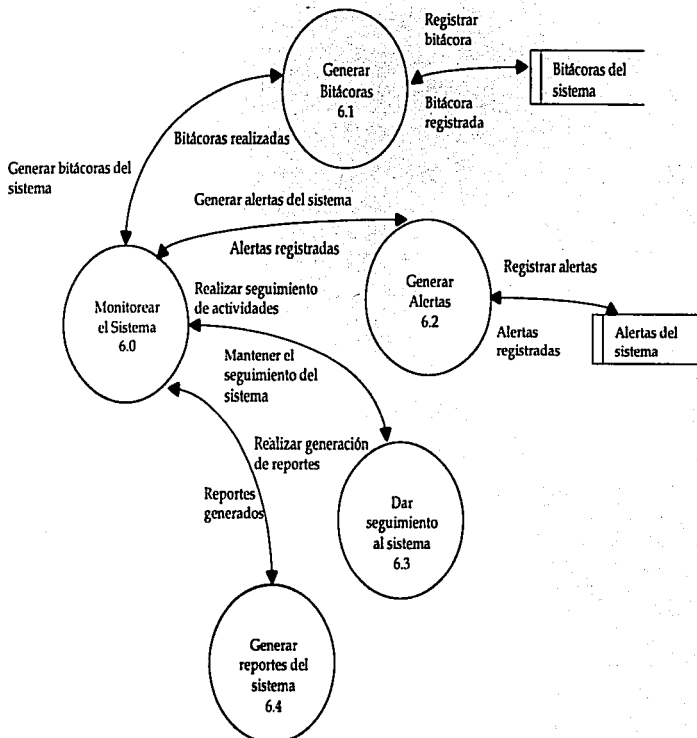 Registrar
bitácora
Generar
Bitácoras
6.1
Bitácoras del
sistema
Bitácora
registrada
Bitácoras realizadas
Generar bitácoras del
sistema
Generar alertas del sistema
Alertas registradas
Generar
Alertas
6.2
Registrar alertas
Alertas
registradas
Alertas del
sistema
Monitorear
el Sistema
6.0
Realizar seguimiento
de actividades
Mantener el
seguimiento del
sistema
Realizar generación
de reportes
Reportes
generados
Dar
seguimiento
al sistema
6.3
Generar
reportes del
sistema
6.4